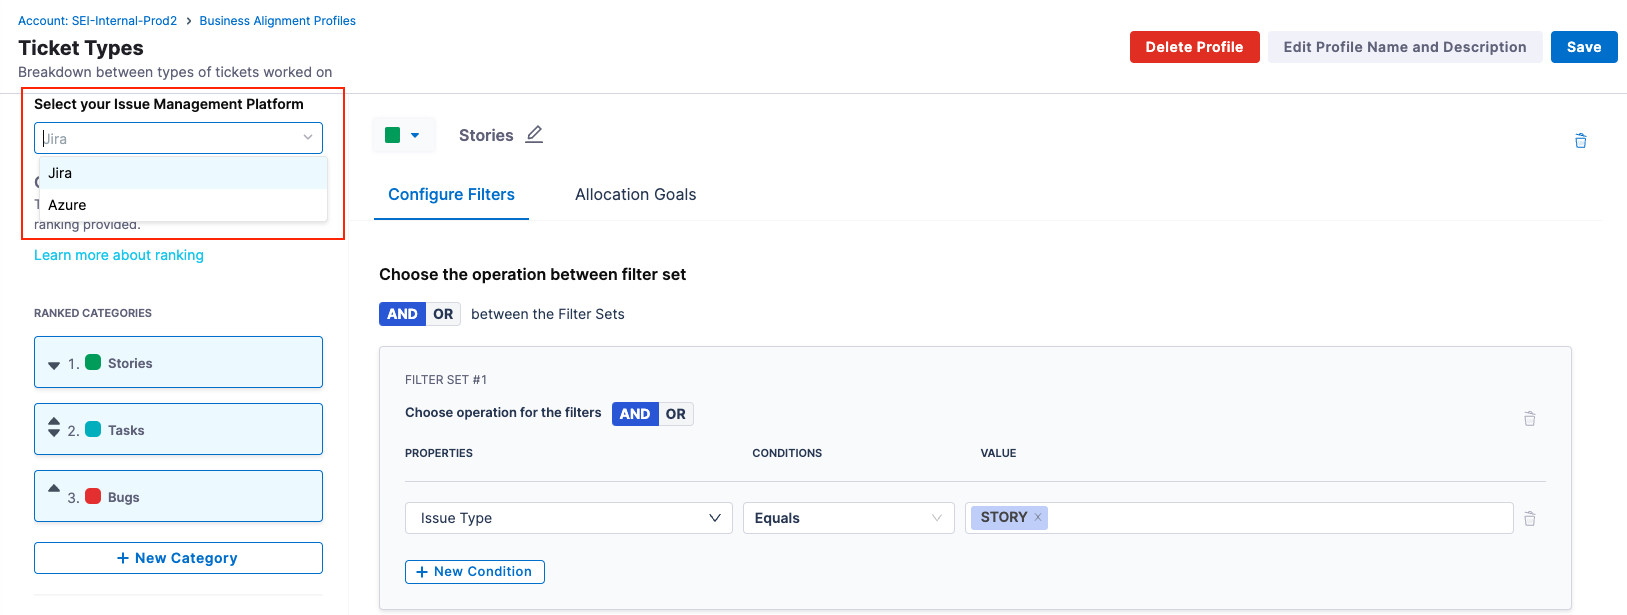 Account: SEI-Internal-Prod2 > Business Alignment Profiles
Ticket Types
Breakdown between types of tickets worked on
Delete Profile
Edit Profile Name and Description
Save
Select your Issue Management Platform
Jira
Jira
Azure
ranking provided.
Learn more about ranking
RANKED CATEGORIES
1. Stories
2. Tasks
3. Bugs
+ New Category
Stories
Configure Filters
Allocation Goals
Choose the operation between filter set
AND OR between the Filter Sets
FILTER SET #1
Choose operation for the filters AND OR
PROPERTIES CONDITIONS VALUE
Issue Type Equals STORY ×
+ New Condition